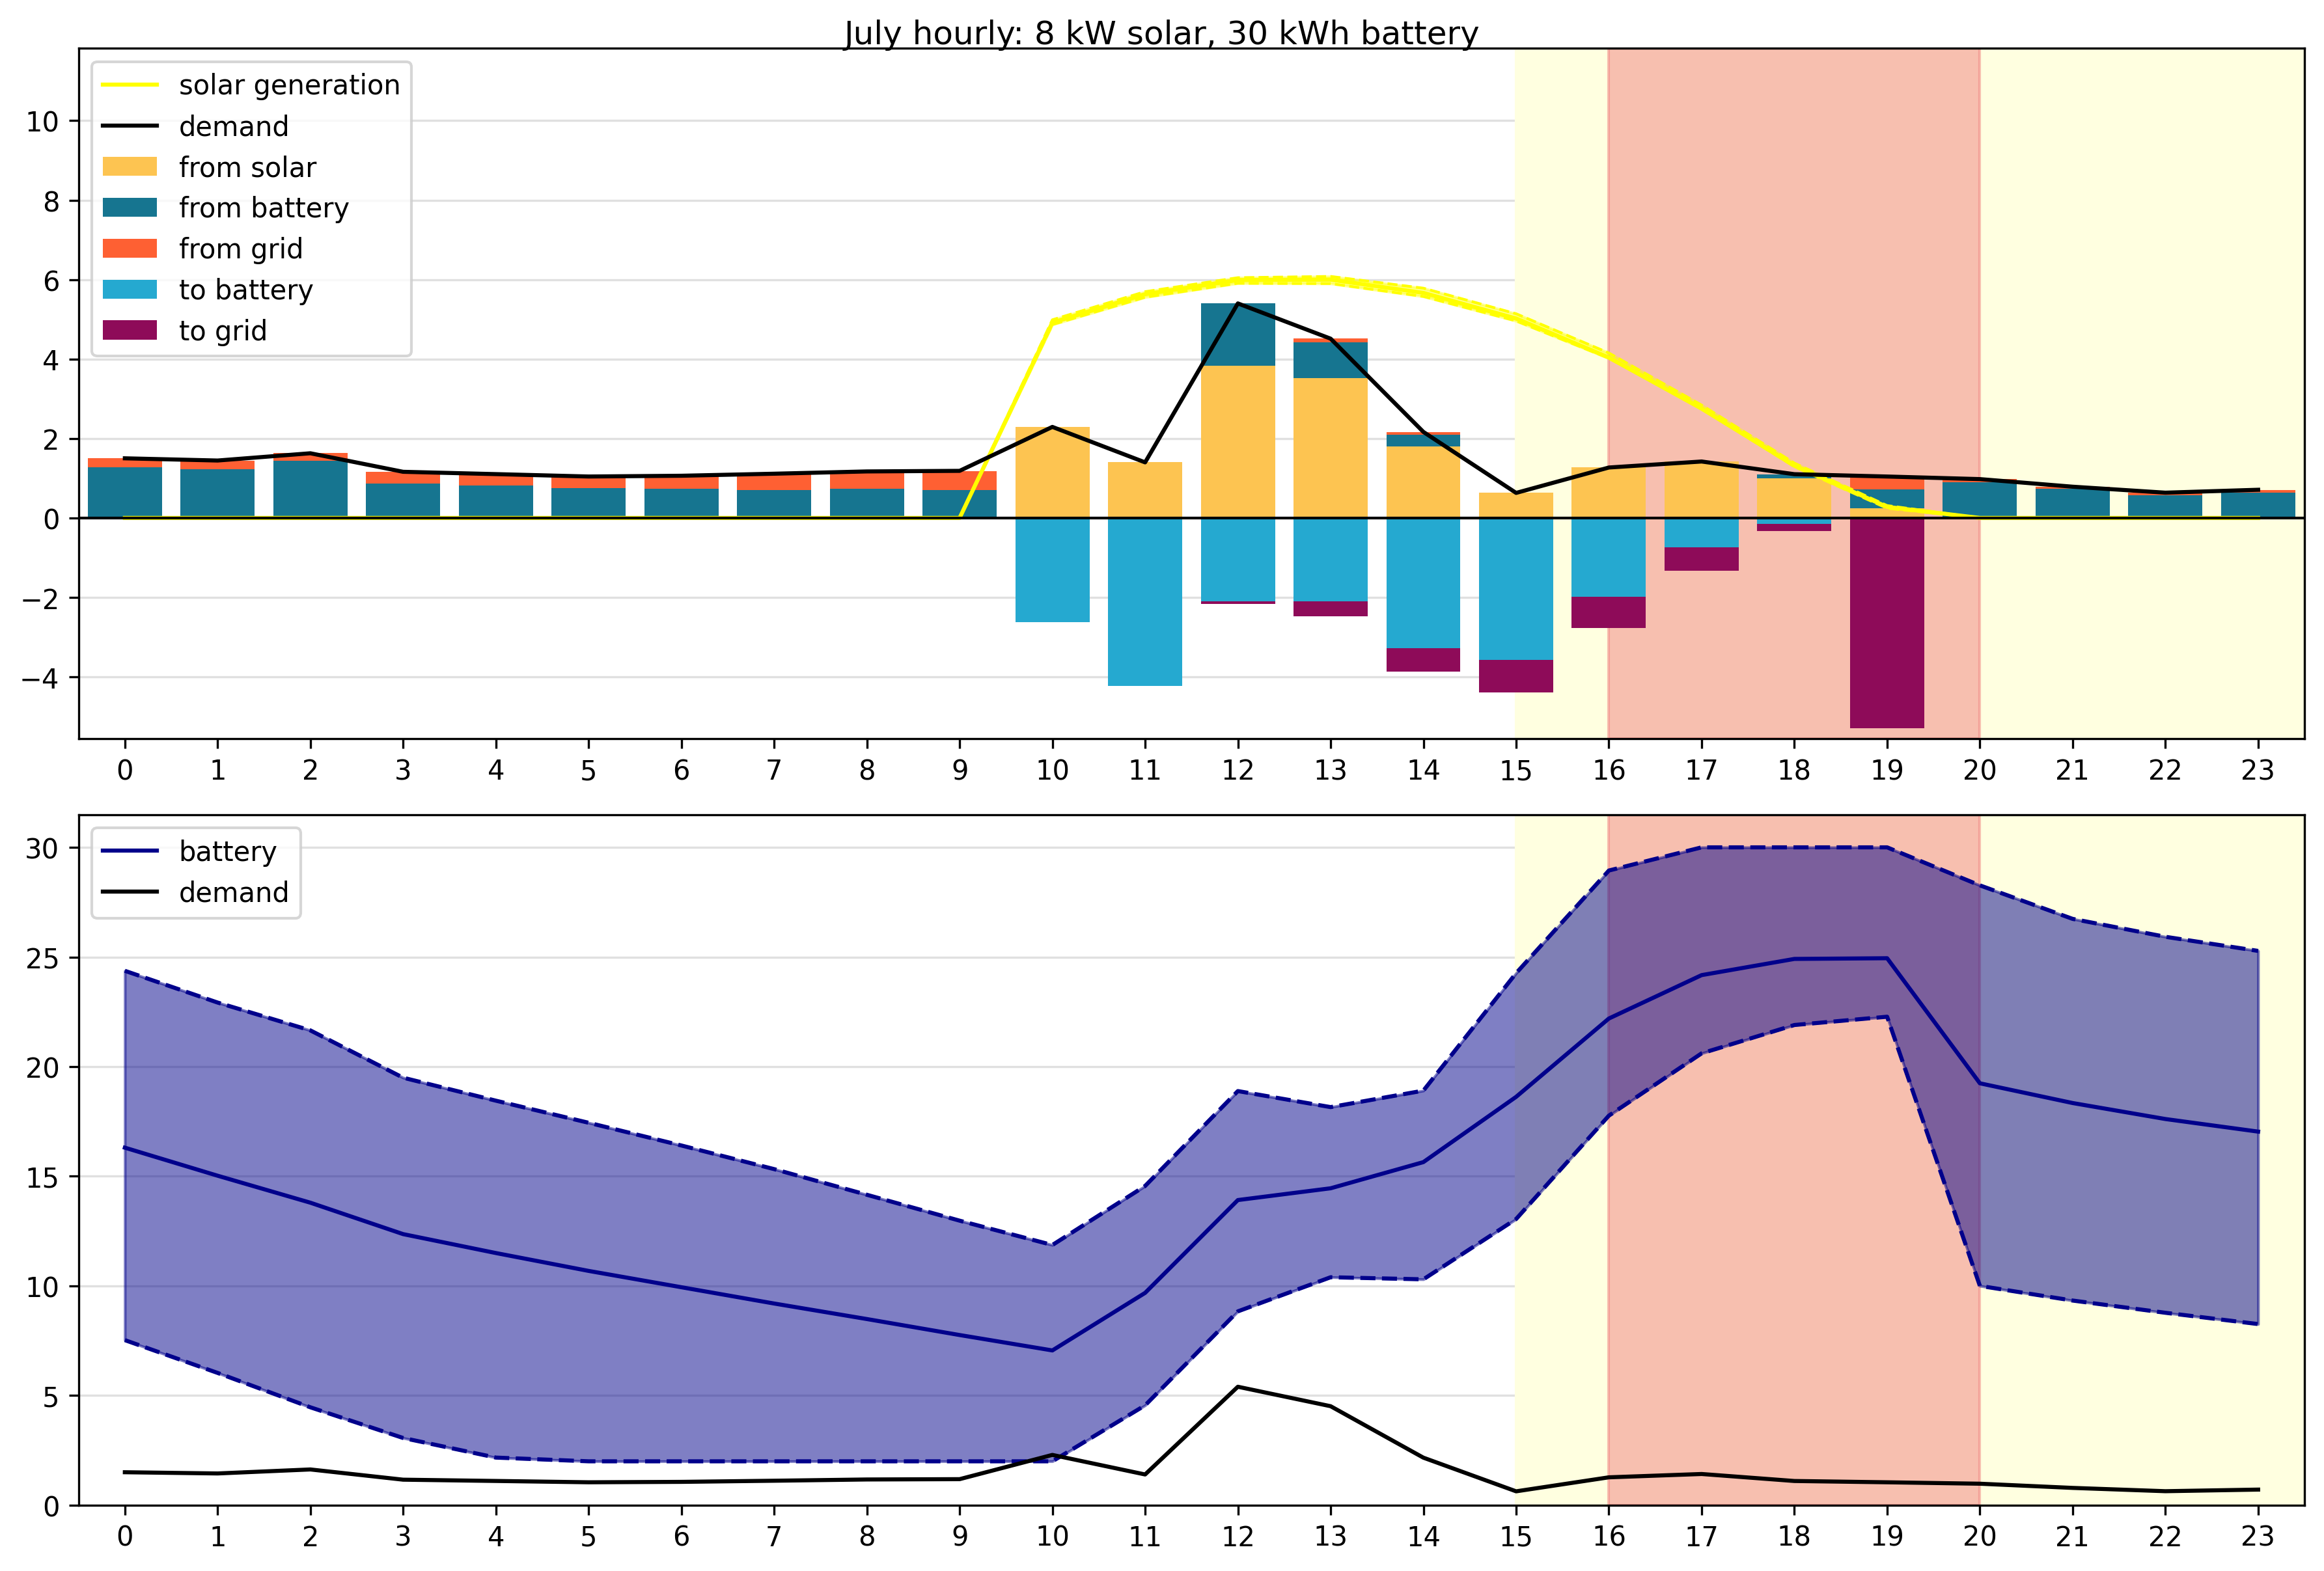 July hourly: 8 kW solar, 30 kWh battery
solar generation
demand
from solar
from battery
from grid
to battery
to grid
10
8
6
4
2
0
−2
−4
0 1 2 3 4 5 6 7 8 9 10 11 12 13 14 15 16 17 18 19 20 21 22 23
battery
demand
30
25
20
15
10
5
0
0 1 2 3 4 5 6 7 8 9 10 11 12 13 14 15 16 17 18 19 20 21 22 23